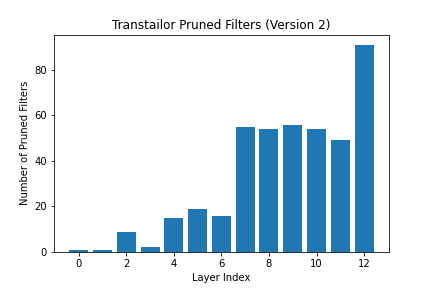 Transtailor Pruned Filters (Version 2)
Number of Pruned Filters
80
60
40
20
0
0 2 4 6 8 10 12
Layer Index